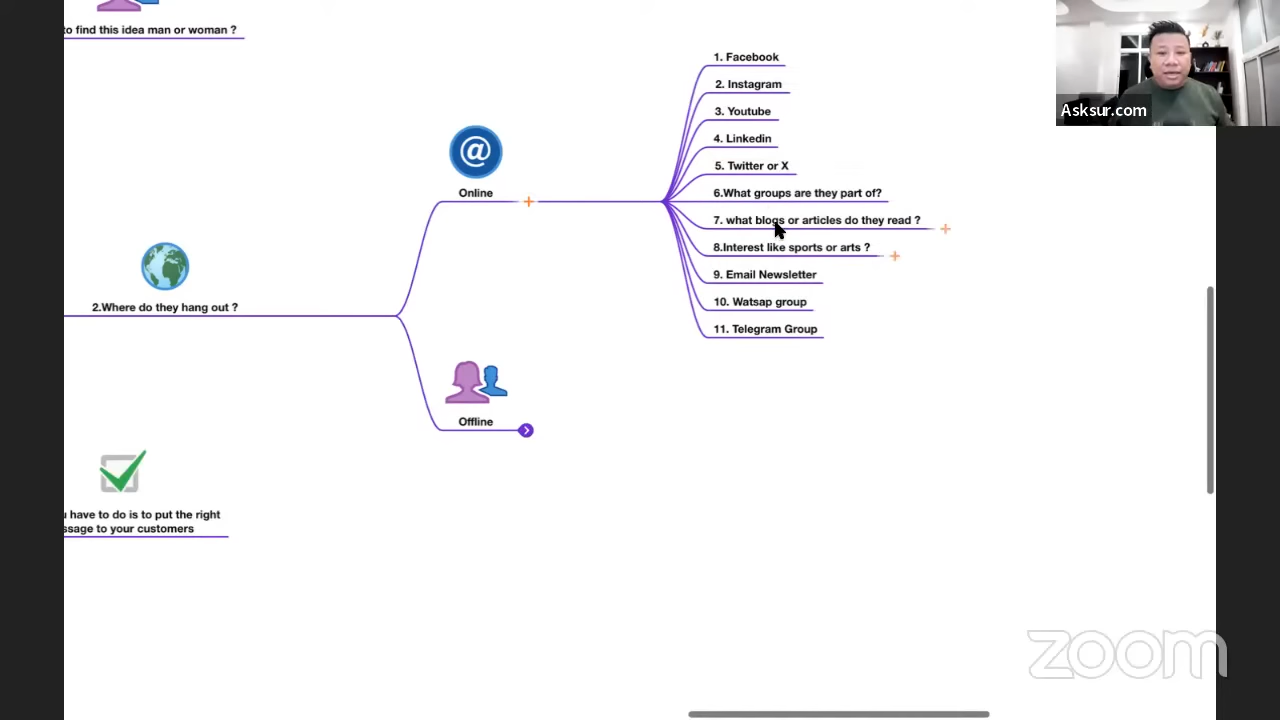 to find this idea man or woman ?
Asksur.com
1. Facebook
2. Instagram
3. Youtube
4. Linkedin
5. Twitter or X
6.What groups are they part of?
7. what blogs or articles do they read ?
8.Interest like sports or arts ?
9. Email Newsletter
10. Watsap group
11. Telegram Group
@
Online
2.Where do they hang out ?
Offline
have to do is to put the right
to your customers
zoom